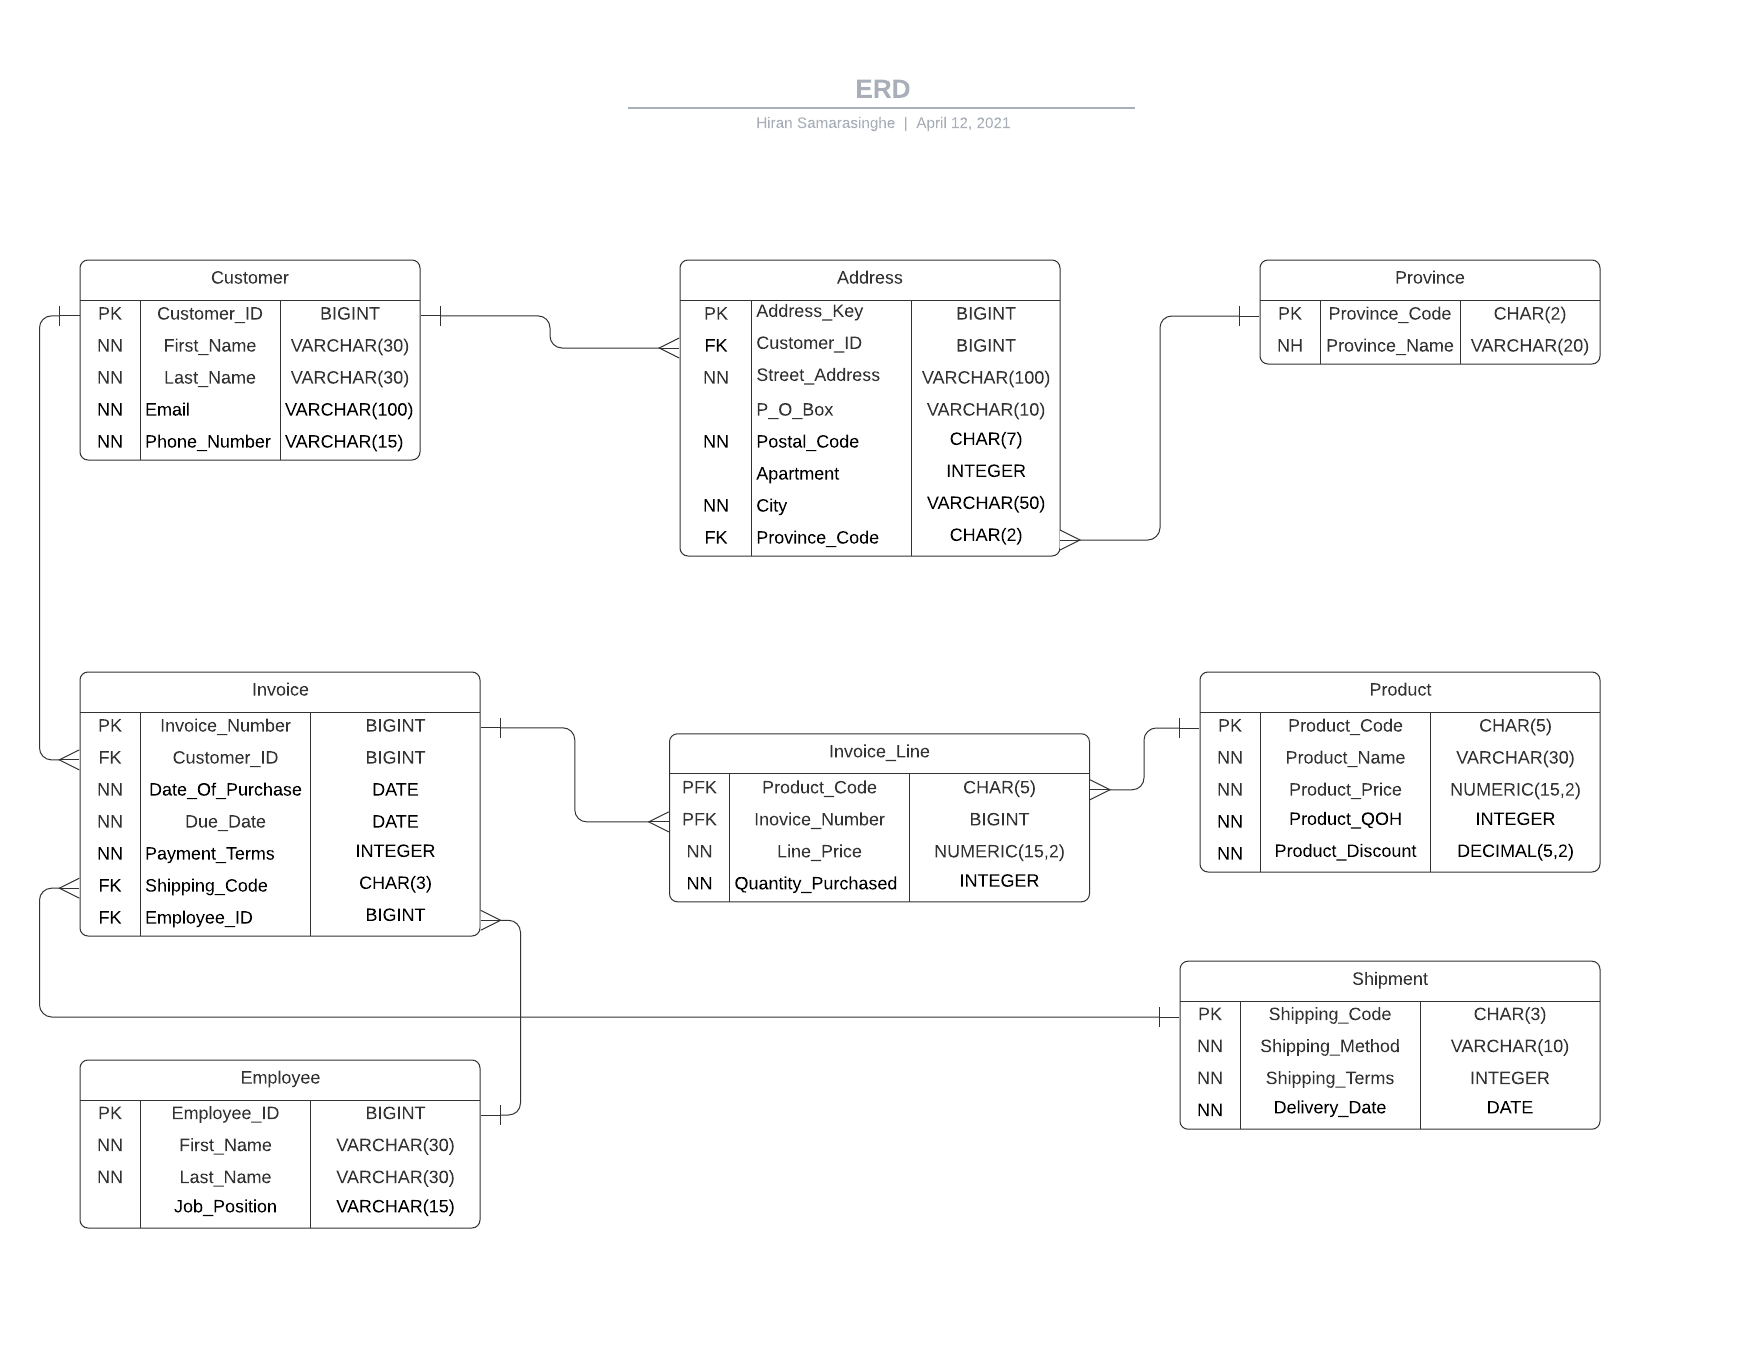 ERD
Hiran Samarasinghe | April 12, 2021
Customer
PK Customer_ID BIGINT
NN First_Name VARCHAR(30)
NN Last_Name VARCHAR(30)
NN Email VARCHAR(100)
NN Phone_Number VARCHAR(15)
Address
PK Address_Key BIGINT
FK Customer_ID BIGINT
NN Street_Address VARCHAR(100)
P_O_Box VARCHAR(10)
NN Postal_Code CHAR(7)
Apartment INTEGER
NN City VARCHAR(50)
FK Province_Code CHAR(2)
Province
PK Province_Code CHAR(2)
NH Province_Name VARCHAR(20)
Invoice
PK Invoice_Number BIGINT
FK Customer_ID BIGINT
NN Date_Of_Purchase DATE
NN Due_Date DATE
NN Payment_Terms INTEGER
FK Shipping_Code CHAR(3)
FK Employee_ID BIGINT
Invoice_Line
PFK Product_Code CHAR(5)
PFK Inovice_Number BIGINT
NN Line_Price NUMERIC(15,2)
NN Quantity_Purchased INTEGER
Product
PK Product_Code CHAR(5)
NN Product_Name VARCHAR(30)
NN Product_Price NUMERIC(15,2)
NN Product_QOH INTEGER
NN Product_Discount DECIMAL(5,2)
Shipment
PK Shipping_Code CHAR(3)
NN Shipping_Method VARCHAR(10)
NN Shipping_Terms INTEGER
NN Delivery_Date DATE
Employee
PK Employee_ID BIGINT
NN First_Name VARCHAR(30)
NN Last_Name VARCHAR(30)
Job_Position VARCHAR(15)